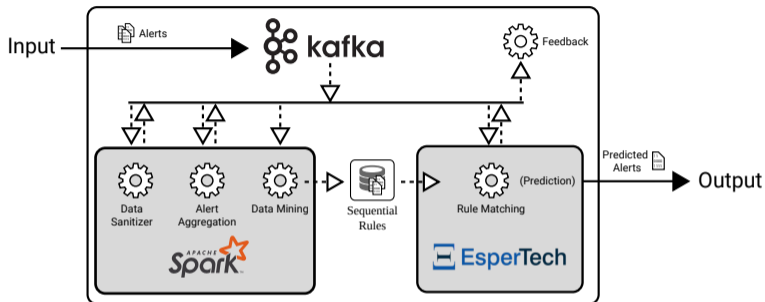 Input
Alerts
kafka
Feedback
Data
Sanitizer
Alert
Aggregation
Data Mining
APACHE
Spark
Sequential
Rules
(Prediction)
Rule Matching
EsperTech
Predicted
Alerts
Output